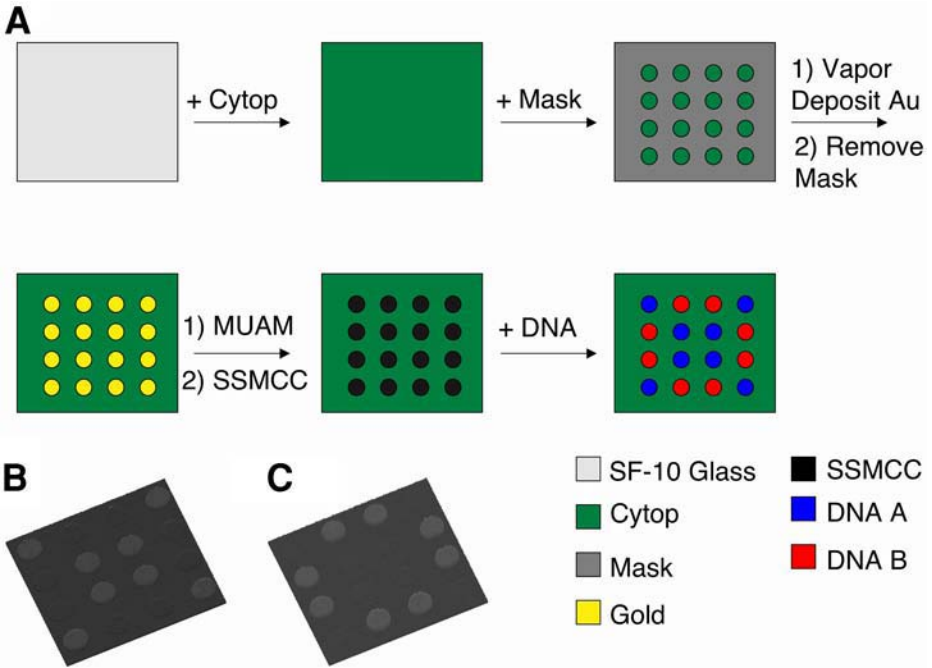 A
+ Cytop
+ Mask
1) Vapor
Deposit Au
2) Remove
Mask
1) MUAM
2) SSMCC
+ DNA
B
C
SF-10 Glass
Cytop
Mask
Gold
SSMCC
DNA A
DNA B